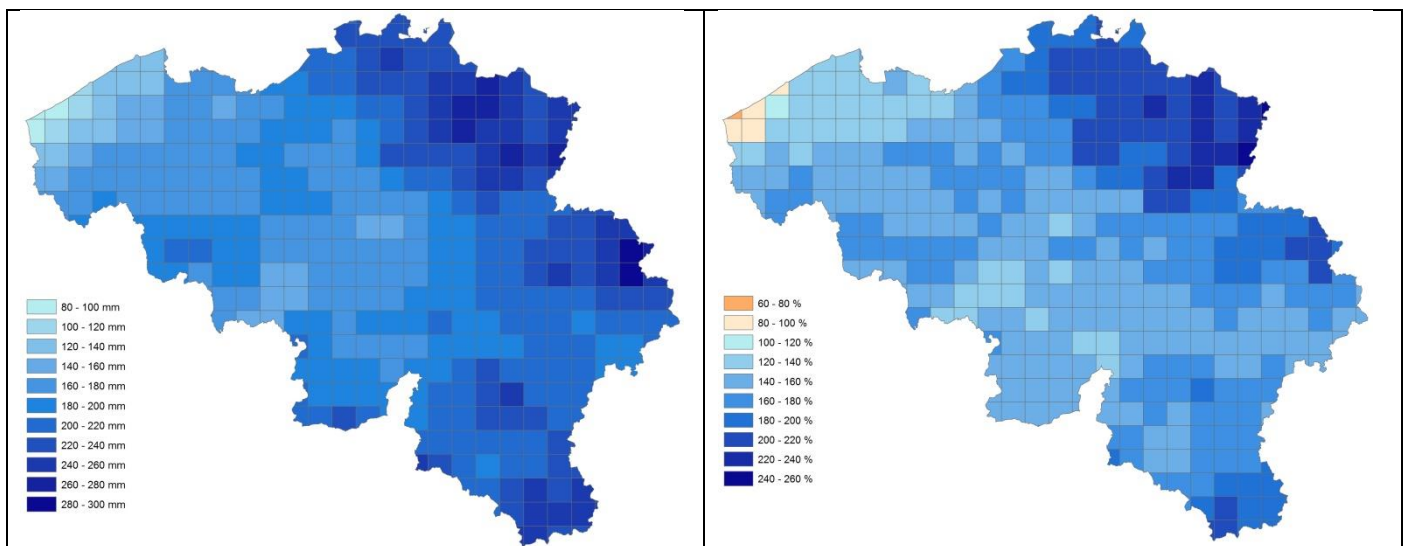 80 - 100 mm
100 - 120 mm
120 - 140 mm
140 - 160 mm
160 - 180 mm
180 - 200 mm
200 - 220 mm
220 - 240 mm
240 - 260 mm
260 - 280 mm
280 - 300 mm
60 - 80 %
80 - 100 %
100 - 120 %
120 - 140 %
140 - 160 %
160 - 180 %
180 - 200 %
200 - 220 %
220 - 240 %
240 - 260 %